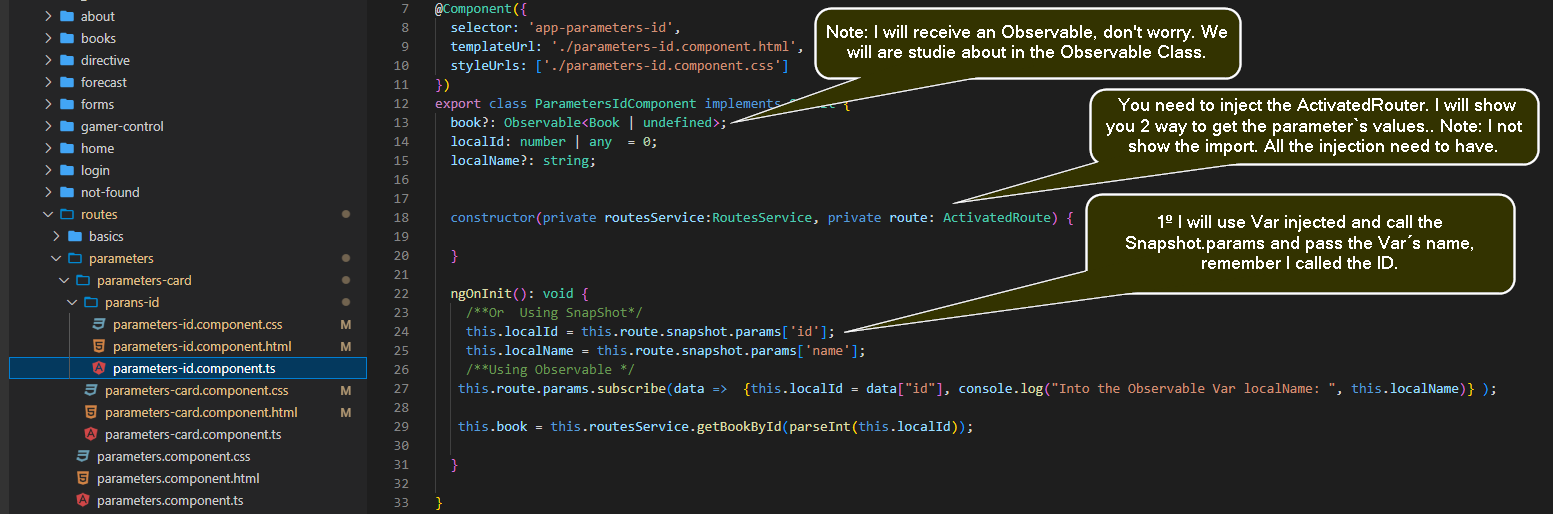 about
books
directive
forecast
forms
gamer-control
home
login
not-found
routes
basics
parameters
parameters-card
parans-id
parameters-id.component.css M
parameters-id.component.html M
parameters-id.component.ts
parameters-card.component.css M
parameters-card.component.html M
parameters-card.component.ts
parameters.component.css
parameters.component.html
parameters.component.ts
7 @Component({
8 selector: 'app-parameters-id',
9 templateUrl: './parameters-id.component.html',
10 styleUrls: ['./parameters-id.component.css']
11 })
12 export class ParametersIdComponent implements {
13 book?: Observable<Book | undefined>;
14 localId: number | any = 0;
15 localName?: string;
16
17
18 constructor(private routesService:RoutesService, private route: ActivatedRoute) {
19
20 }
21
22 ngOnInit(): void {
23 /**Or Using SnapShot*/
24 this.localId = this.route.snapshot.params['id'];
25 this.localName = this.route.snapshot.params['name'];
26 /**Using Observable */
27 this.route.params.subscribe(data => {this.localId = data["id"], console.log("Into the Observable Var localName: ", this.localName)} );
28
29 this.book = this.routesService.getBookById(parseInt(this.localId));
30
31 }
32
33 }
Note: I will receive an Observable, don't worry. We
will are studie about in the Observable Class.
You need to inject the ActivatedRouter. I will show
you 2 way to get the parameter`s values.. Note: I not
show the import. All the injection need to have.
1º I will use Var injected and call the
Snapshot.params and pass the Var´s name,
remember I called the ID.